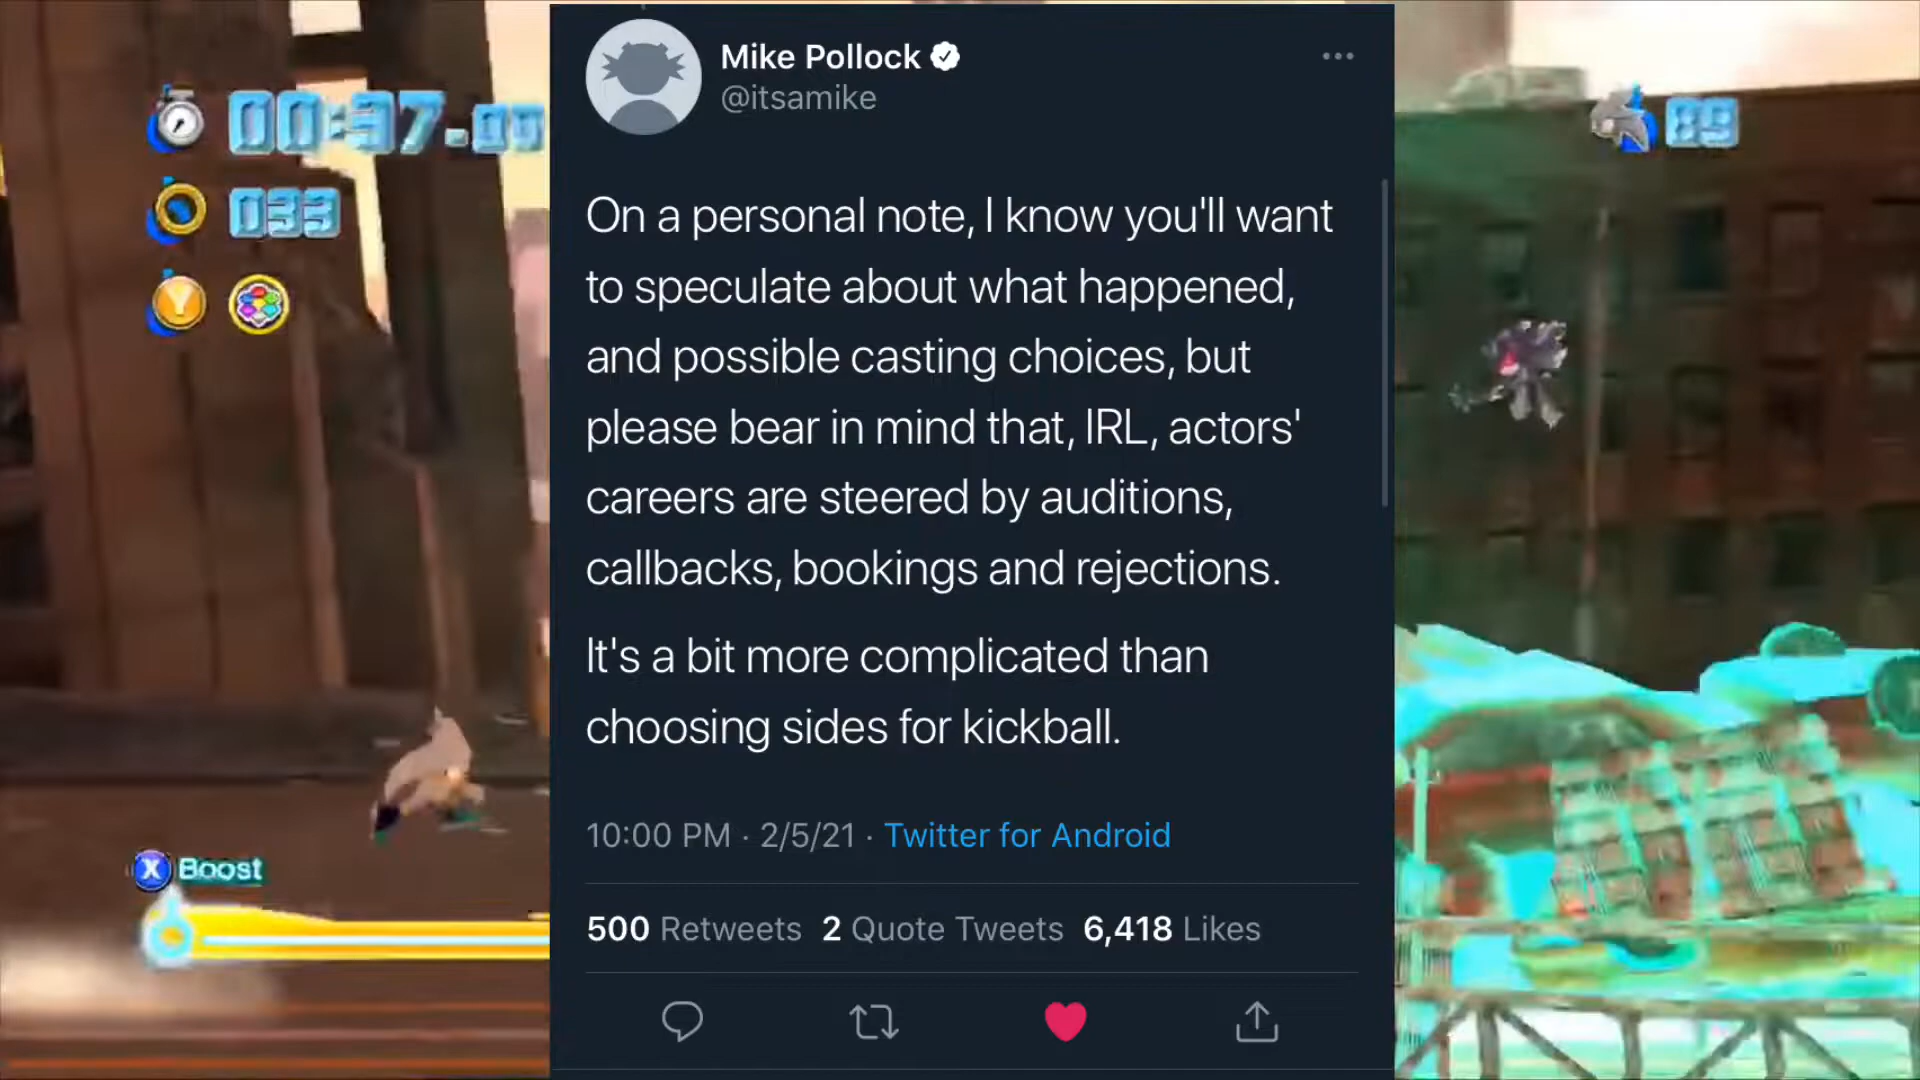 Mike Pollock
@itsamike
00:37.
89
033
Y
On a personal note, I know you'll want
to speculate about what happened,
and possible casting choices, but
please bear in mind that, IRL, actors'
careers are steered by auditions,
callbacks, bookings and rejections.
It's a bit more complicated than
choosing sides for kickball.
10:00 PM · 2/5/21 · Twitter for Android
X Boost
500 Retweets 2 Quote Tweets 6,418 Likes